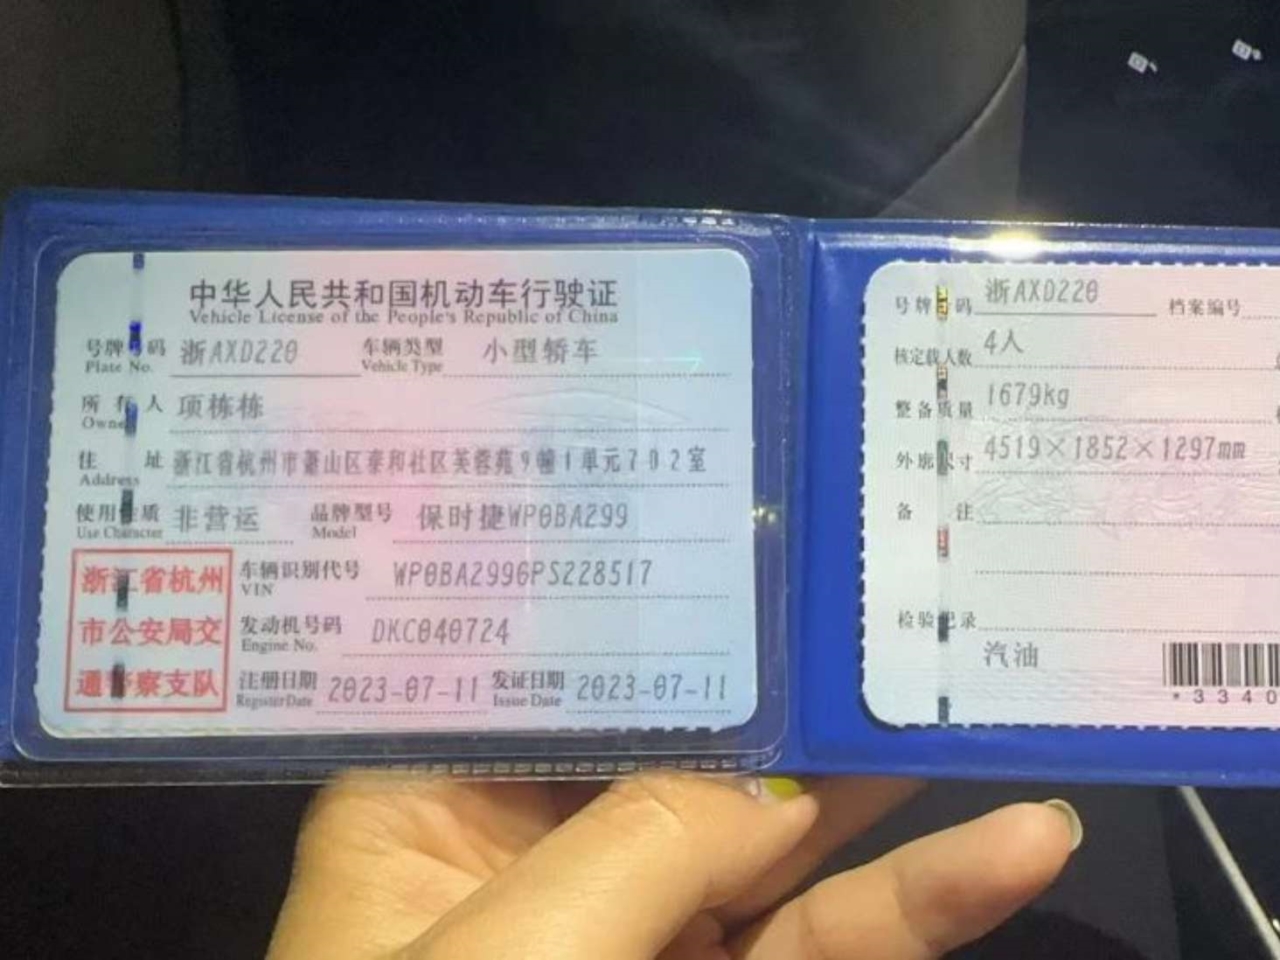 中华人民共和国机动车行驶证
Vehicle License of the People's Republic of China
号牌号码 浙AXD220 车辆类型 小型轿车
Plate No. Vehicle Type
所有人 项栋栋
Owner
住址 浙江省杭州市萧山区泰和社区芙蓉苑9幢1单元702室
Address
使用性质 非营运 品牌型号 保时捷WP0BA299
Use Character Model
浙江省杭州
市公安局交
通警察支队
车辆识别代号 WP0BA2996PS228517
VIN
发动机号码 DKC040724
Engine No.
注册日期 2023-07-11 发证日期 2023-07-11
Register Date Issue Date
号牌号码 浙AXD220 档案编号
核定载人数 4人
整备质量 1679kg
外廓尺寸 4519×1852×1297mm
备注
检验记录
汽油
*3340